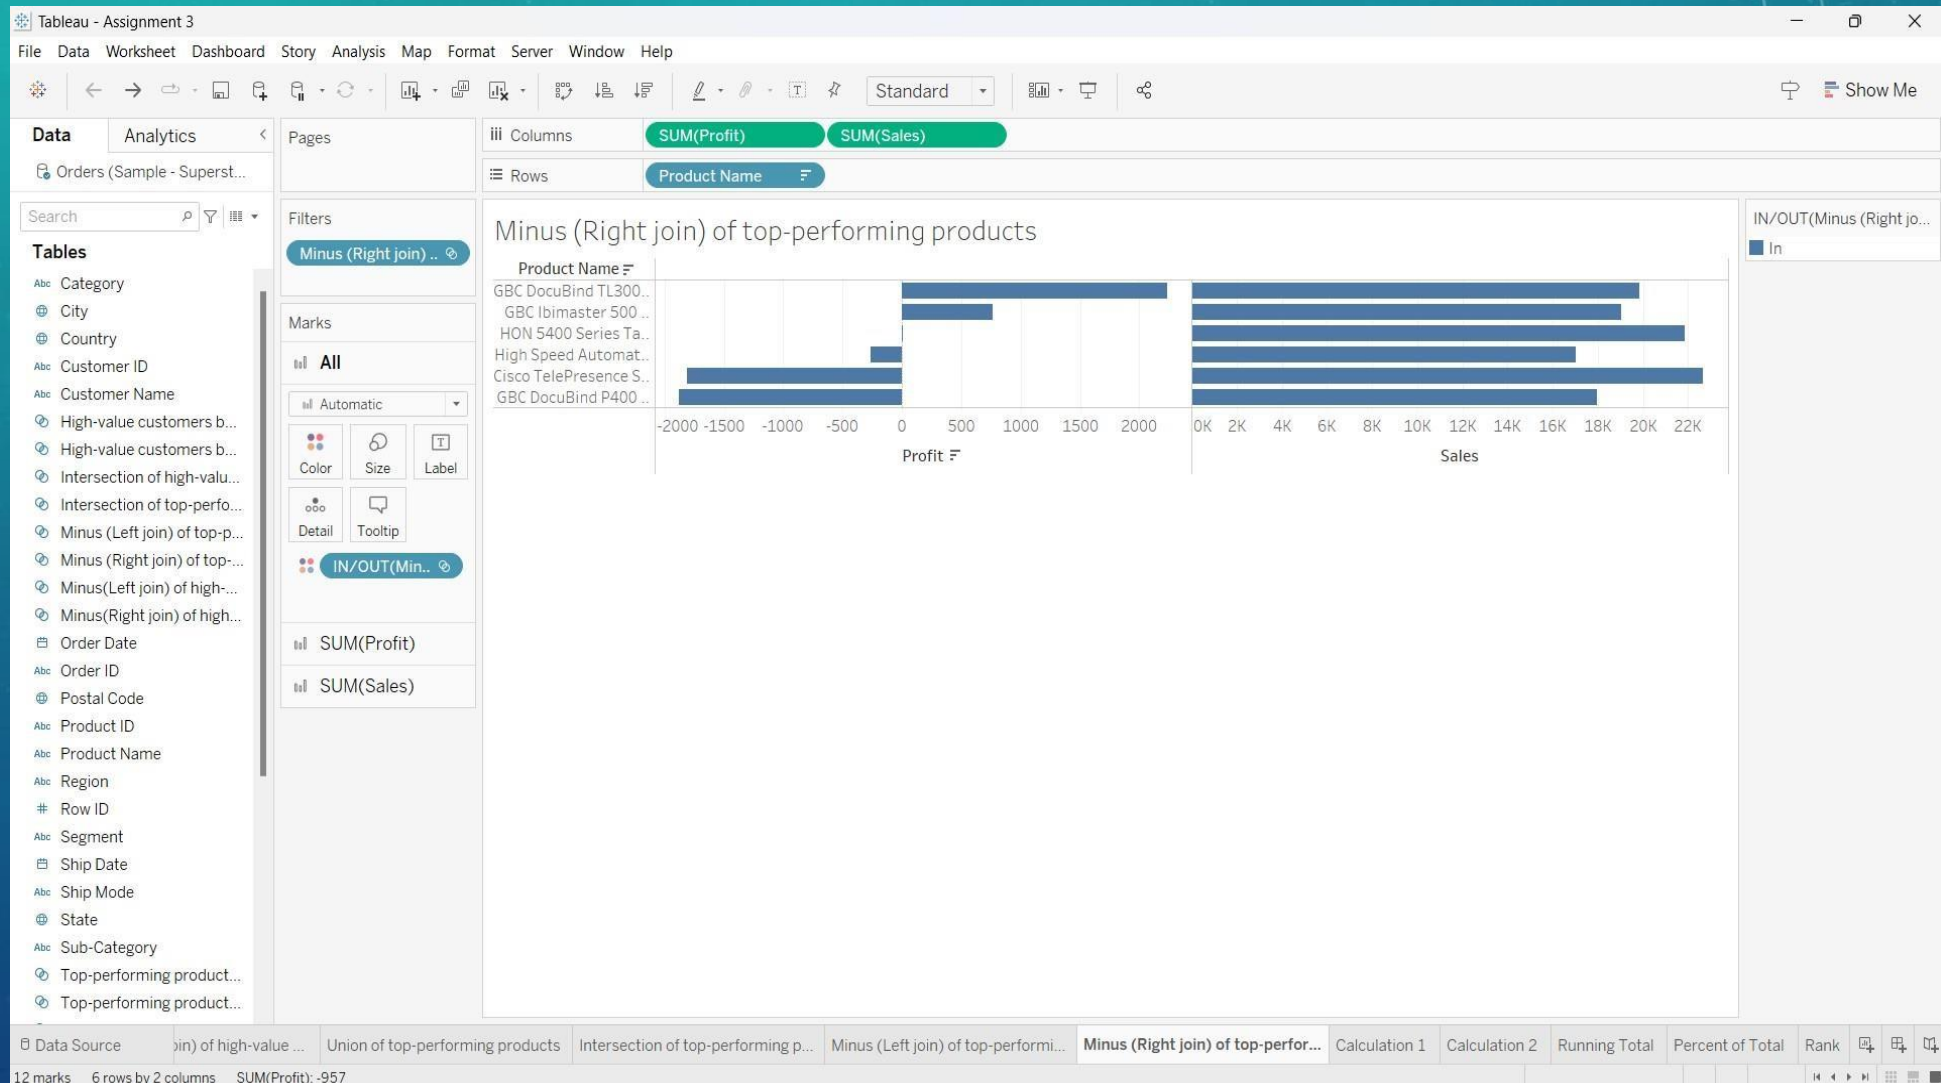 Tableau - Assignment 3
File Data Worksheet Dashboard Story Analysis Map Format Server Window Help
Standard
Show Me
Data Analytics
Orders (Sample - Superst...
Search
Tables
Abc Category
City
Country
Abc Customer ID
Abc Customer Name
High-value customers b...
High-value customers b...
Intersection of high-valu...
Intersection of top-perfo...
Minus (Left join) of top-p...
Minus (Right join) of top-...
Minus(Left join) of high-...
Minus(Right join) of high...
Order Date
Abc Order ID
Postal Code
Abc Product ID
Abc Product Name
Abc Region
# Row ID
Abc Segment
Ship Date
Abc Ship Mode
State
Abc Sub-Category
Top-performing product...
Top-performing product...
Pages
Filters
Minus (Right join) ..
Marks
All
Automatic
Color Size Label
Detail Tooltip
IN/OUT(Min..
SUM(Profit)
SUM(Sales)
Columns SUM(Profit) SUM(Sales)
Rows Product Name
Minus (Right join) of top-performing products
Product Name
GBC DocuBind TL300..
GBC Ibimaster 500 ..
HON 5400 Series Ta..
High Speed Automat..
Cisco TelePresence S..
GBC DocuBind P400 ..
-2000 -1500 -1000 -500 0 500 1000 1500 2000 0K 2K 4K 6K 8K 10K 12K 14K 16K 18K 20K 22K
Profit Sales
IN/OUT(Minus (Right jo...
In
Data Source oin) of high-value ... Union of top-performing products Intersection of top-performing p... Minus (Left join) of top-performi... Minus (Right join) of top-perfor... Calculation 1 Calculation 2 Running Total Percent of Total Rank
12 marks 6 rows by 2 columns SUM(Profit): -957